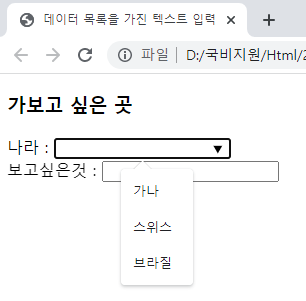 데이터 목록을 가진 텍스트 입력
파일 D:/국비지원/Html/2
가보고 싶은 곳
나라 :
보고싶은것 :
가나
스위스
브라질